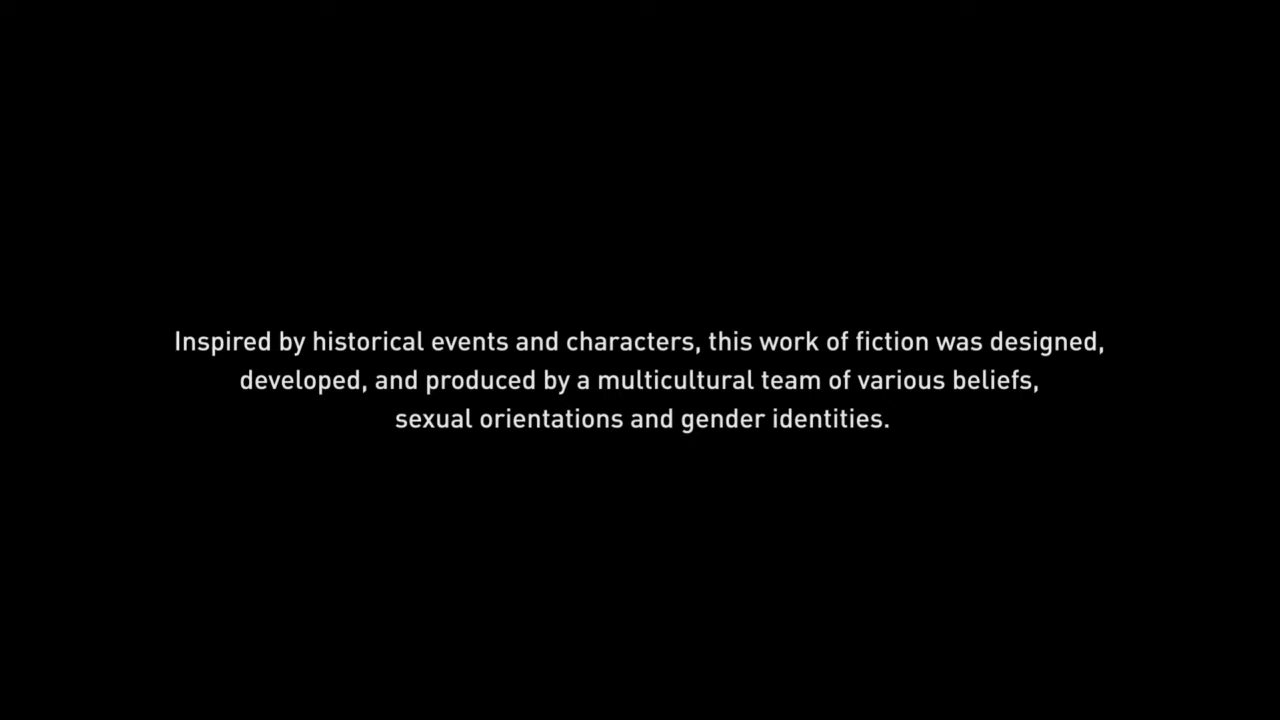 Inspired by historical events and characters, this work of fiction was designed,
developed, and produced by a multicultural team of various beliefs,
sexual orientations and gender identities.